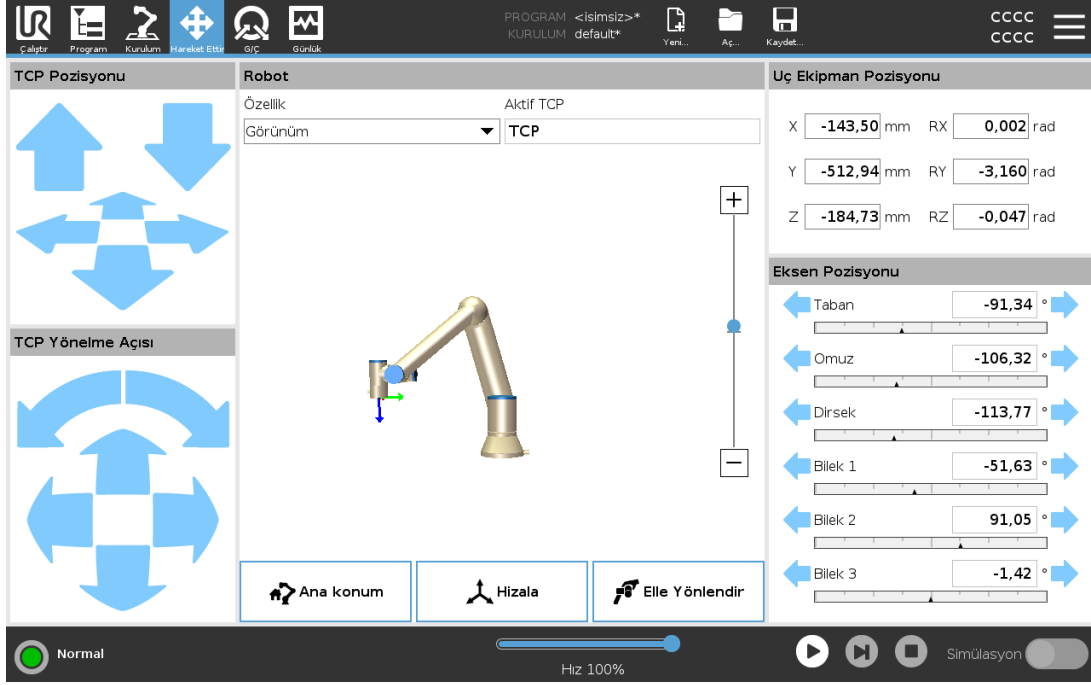 UR
PROGRAM <isimsiz>*
KURULUM default*
CCCC
CCCC
Çalıştır Program Kurulum Hareket Ettir G/Ç Günlük Yeni... Aç... Kaydet...
TCP Pozisyonu
Robot
Özellik Aktif TCP
Görünüm TCP
+
−
TCP Yönelme Açısı
Ana konum Hizala Elle Yönlendir
Uç Ekipman Pozisyonu
X -143,50 mm RX 0,002 rad
Y -512,94 mm RY -3,160 rad
Z -184,73 mm RZ -0,047 rad
Eksen Pozisyonu
Taban -91,34 °
Omuz -106,32 °
Dirsek -113,77 °
Bilek 1 -51,63 °
Bilek 2 91,05 °
Bilek 3 -1,42 °
Normal
Hız 100%
Simülasyon